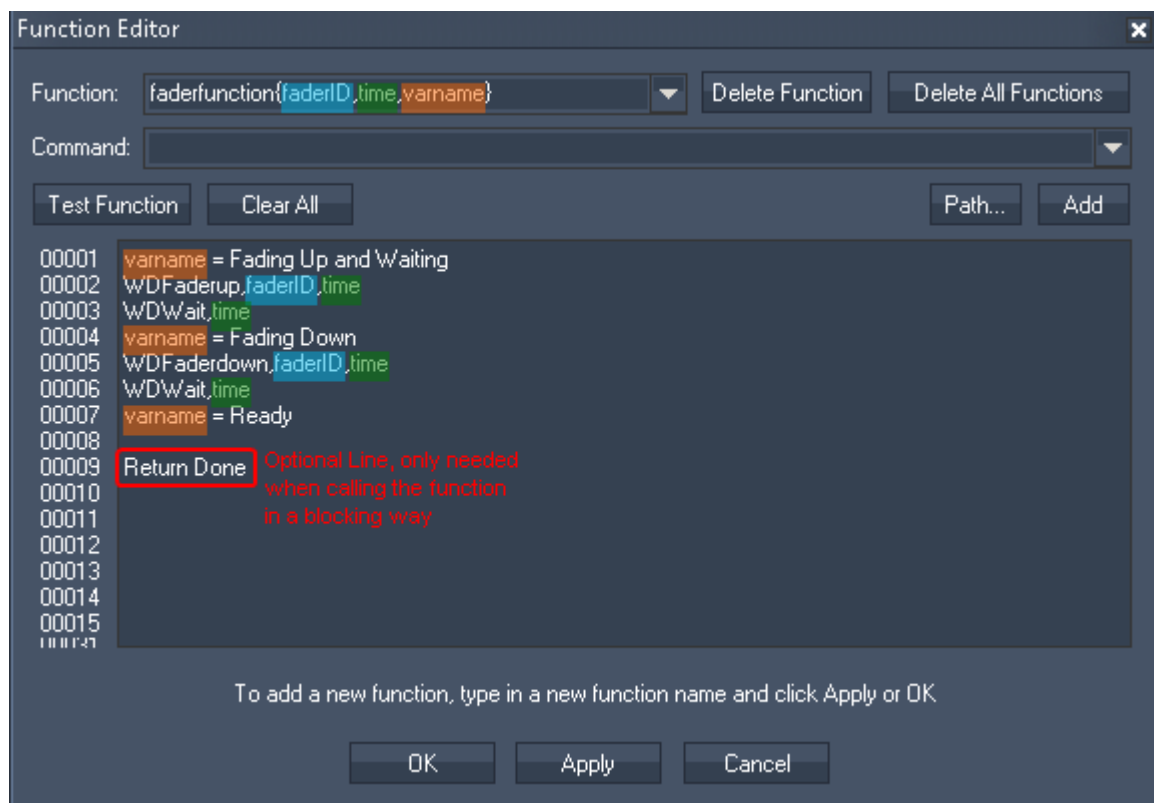 Function Editor
Function: faderfunction{faderID,time,varname} Delete Function Delete All Functions
Command:
Test Function Clear All Path... Add
00001 varname = Fading Up and Waiting
00002 WDFaderup,faderID,time
00003 WDWait,time
00004 varname = Fading Down
00005 WDFaderdown,faderID,time
00006 WDWait,time
00007 varname = Ready
00008
00009 Return Done Optional Line, only needed
00010 when calling the function
00011 in a blocking way
00012
00013
00014
00015
To add a new function, type in a new function name and click Apply or OK
OK Apply Cancel